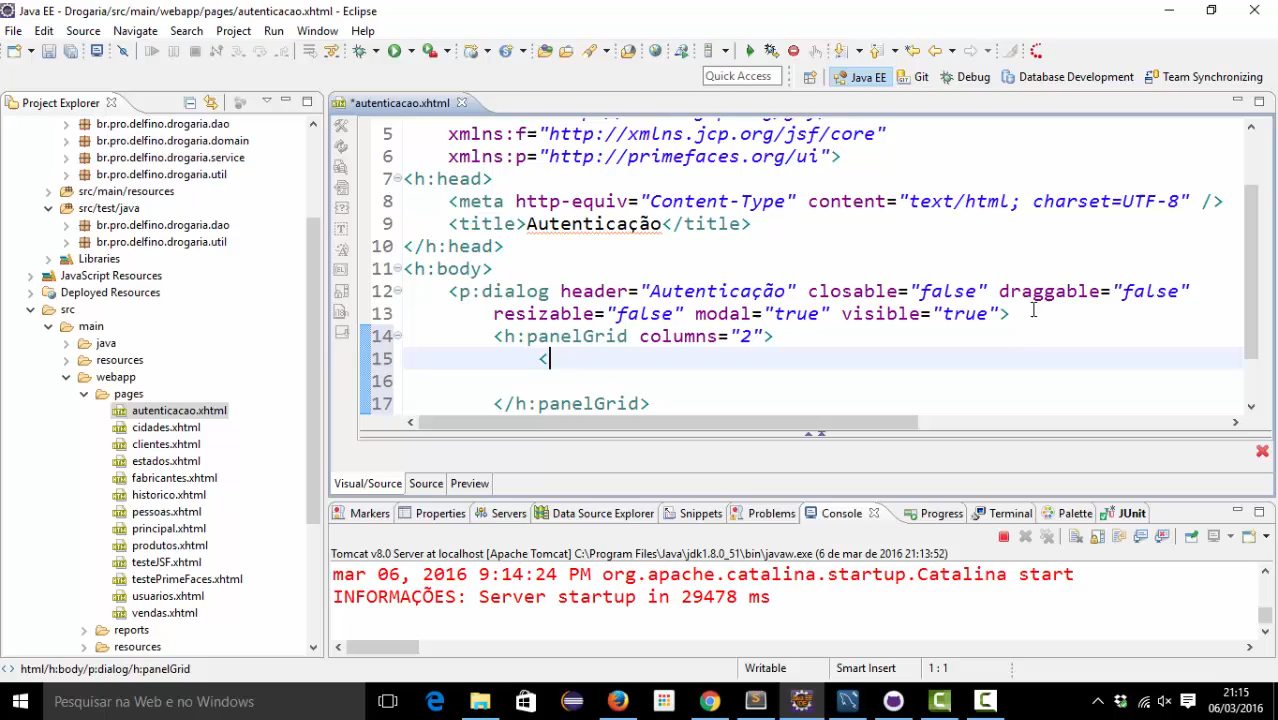 Java EE - Drogaria/src/main/webapp/pages/autenticacao.xhtml - Eclipse
File Edit Source Navigate Search Project Run Window Help
Quick Access
Java EE Git Debug Database Development Team Synchronizing
Project Explorer
br.pro.delfino.drogaria.dao
br.pro.delfino.drogaria.domain
br.pro.delfino.drogaria.service
br.pro.delfino.drogaria.util
src/main/resources
src/test/java
br.pro.delfino.drogaria.dao
br.pro.delfino.drogaria.util
Libraries
JavaScript Resources
Deployed Resources
src
main
java
resources
webapp
pages
autenticacao.xhtml
cidades.xhtml
clientes.xhtml
estados.xhtml
fabricantes.xhtml
historico.xhtml
pessoas.xhtml
principal.xhtml
produtos.xhtml
testeJSF.xhtml
testePrimeFaces.xhtml
usuarios.xhtml
vendas.xhtml
reports
resources
*autenticacao.xhtml
5 xmlns:f="http://xmlns.jcp.org/jsf/core"
6 xmlns:p="http://primefaces.org/ui">
7 <h:head>
8 <meta http-equiv="Content-Type" content="text/html; charset=UTF-8" />
9 <title>Autenticação</title>
10 </h:head>
11 <h:body>
12 <p:dialog header="Autenticação" closable="false" draggable="false"
13 resizable="false" modal="true" visible="true">
14 <h:panelGrid columns="2">
15 <
16
17 </h:panelGrid>
Visual/Source Source Preview
Markers Properties Servers Data Source Explorer Snippets Problems Console Progress Terminal Palette JUnit
Tomcat v8.0 Server at localhost [Apache Tomcat] C:\Program Files\Java\jdk1.8.0_51\bin\javaw.exe (6 de mar de 2016 21:13:52)
mar 06, 2016 9:14:24 PM org.apache.catalina.startup.Catalina start
INFORMAÇÕES: Server startup in 29478 ms
html/h:body/p:dialog/h:panelGrid
Writable Smart Insert 1 : 1
Pesquisar na Web e no Windows
21:15
06/03/2016